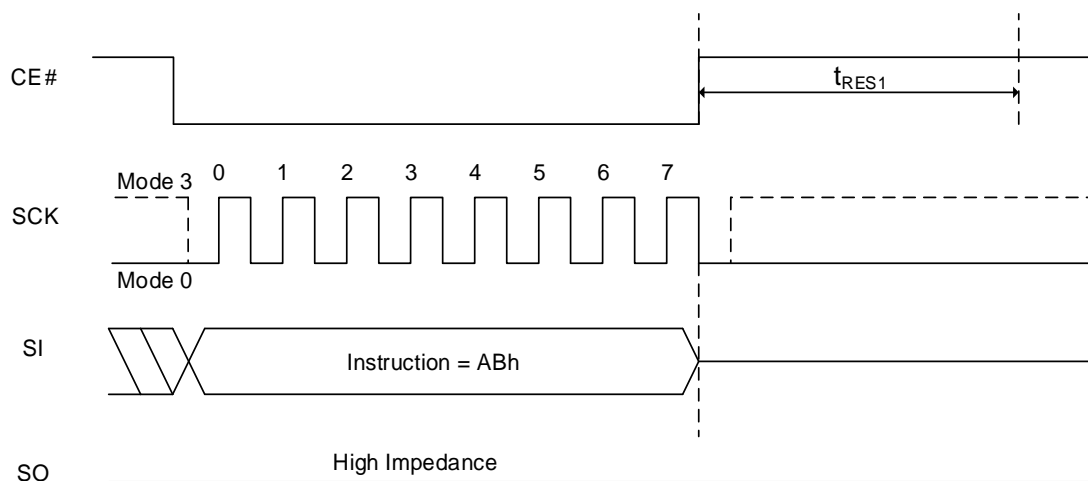 CE#
tRES1
0 1 2 3 4 5 6 7
Mode 3
SCK
Mode 0
SI
Instruction = ABh
High Impedance
SO